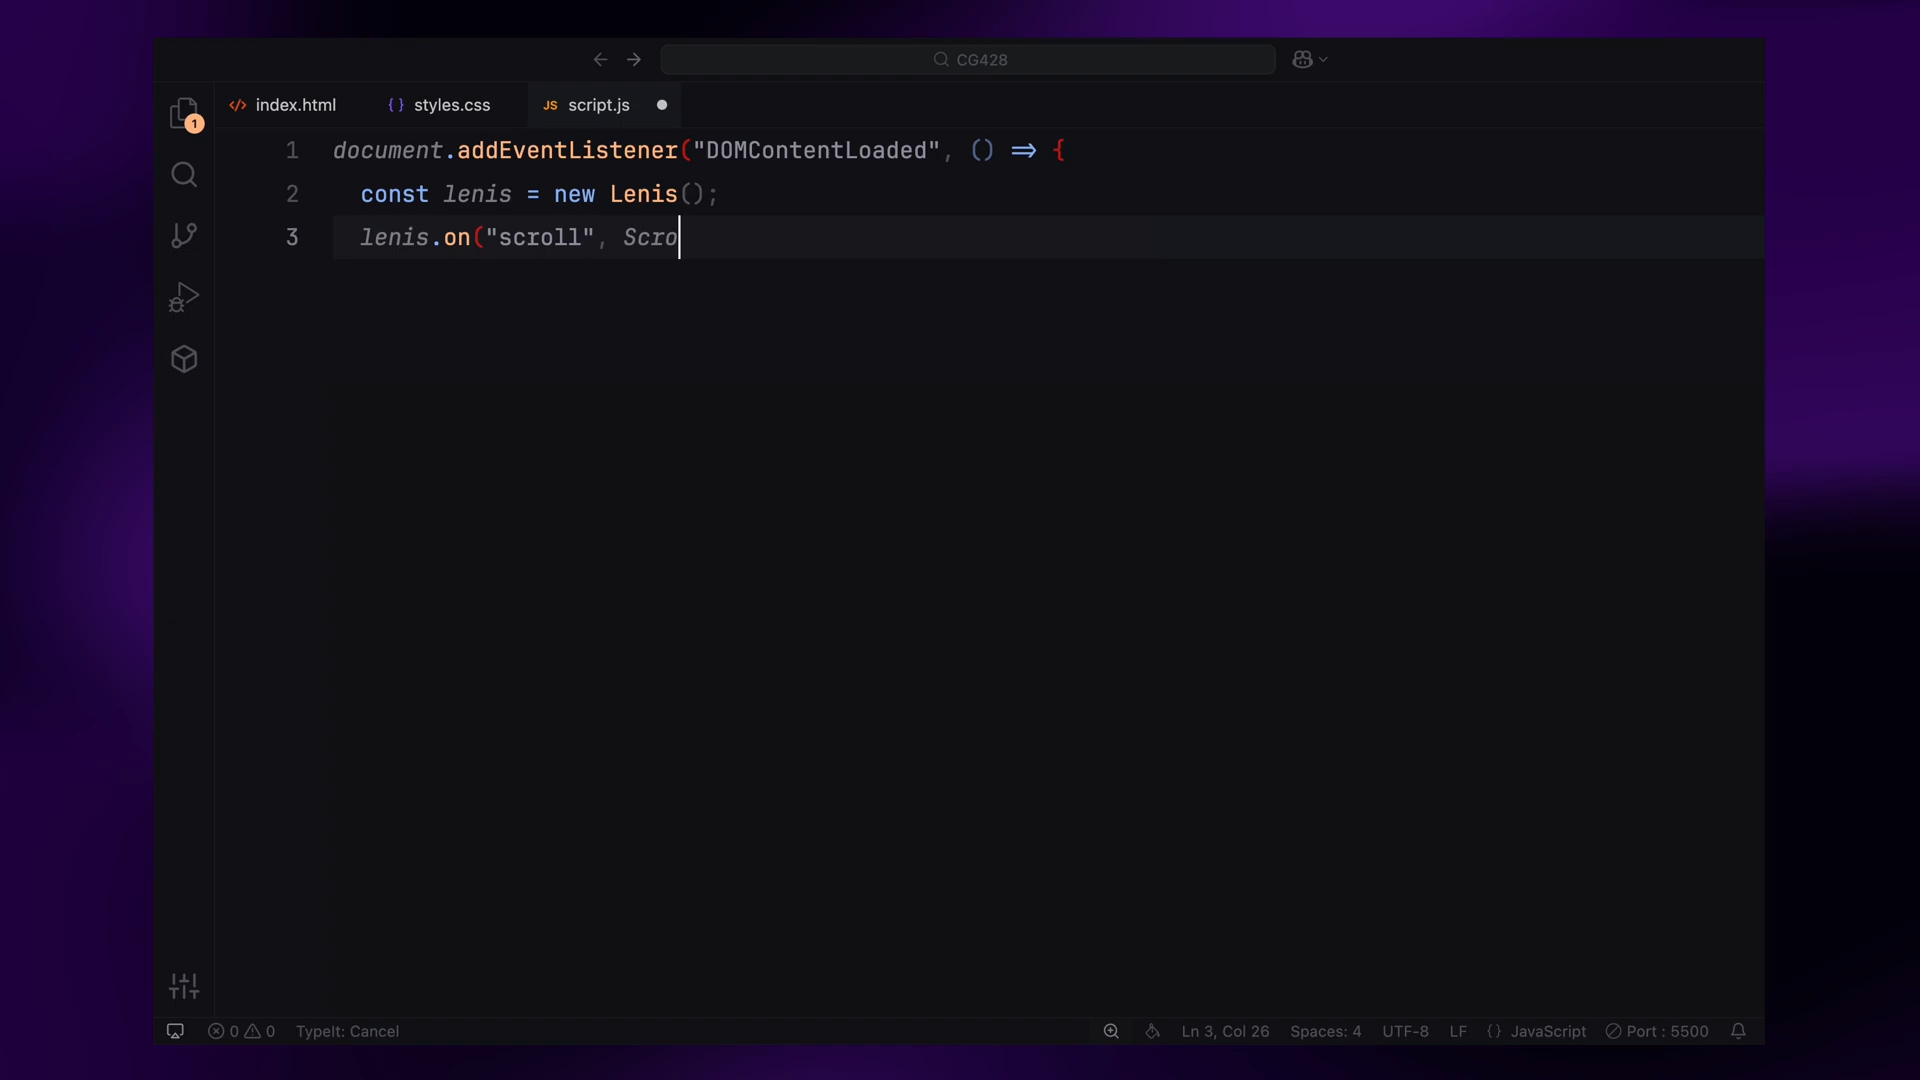 CG428
index.html
{ } styles.css
JS script.js
1
1 document.addEventListener("DOMContentLoaded", () => {
2 const lenis = new Lenis();
3 lenis.on("scroll", Scro
0 0 TypeIt: Cancel
Ln 3, Col 26 Spaces: 4 UTF-8 LF { } JavaScript Port : 5500